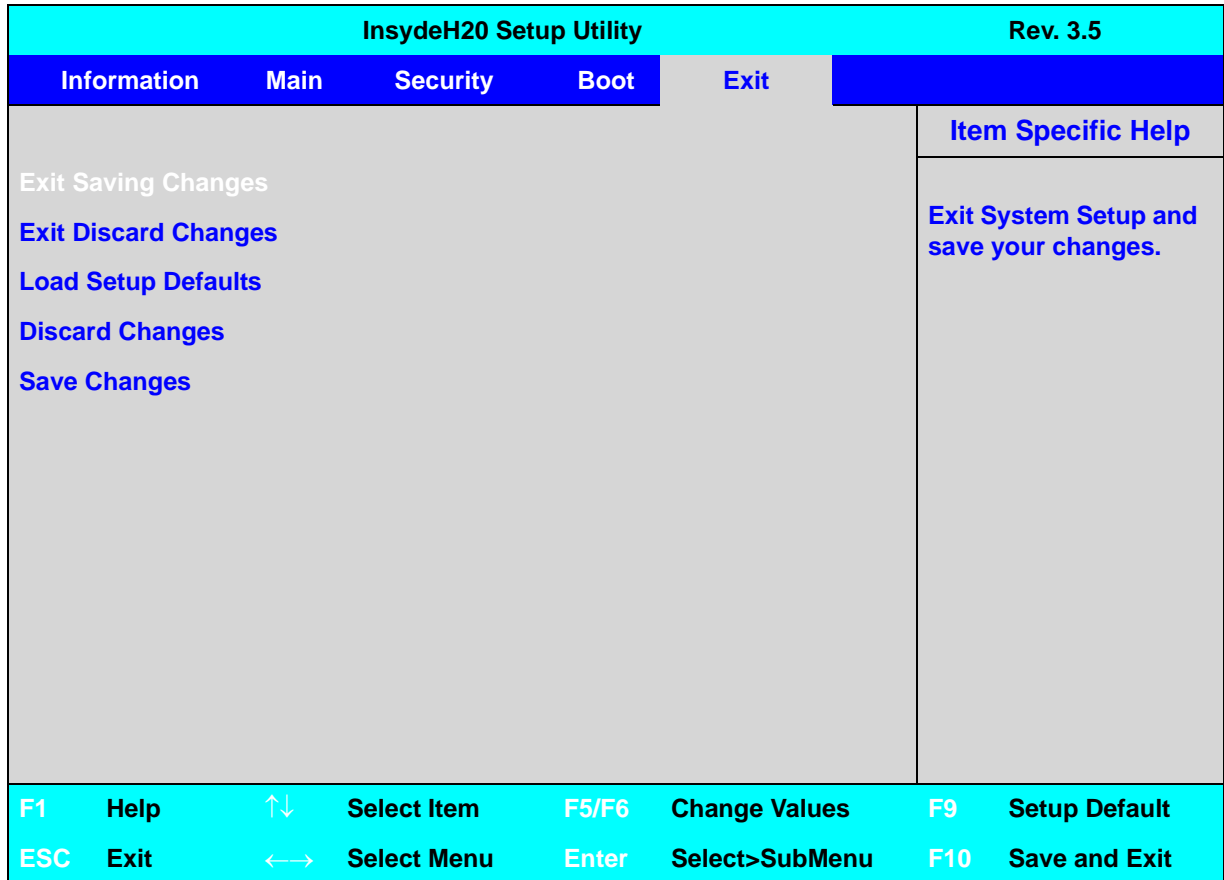 InsydeH20 Setup Utility Rev. 3.5
Information Main Security Boot Exit
Item Specific Help
Exit Saving Changes
Exit Discard Changes
Load Setup Defaults
Discard Changes
Save Changes
Exit System Setup and
save your changes.
F1 Help ↑↓ Select Item F5/F6 Change Values F9 Setup Default
ESC Exit ←→ Select Menu Enter Select>SubMenu F10 Save and Exit